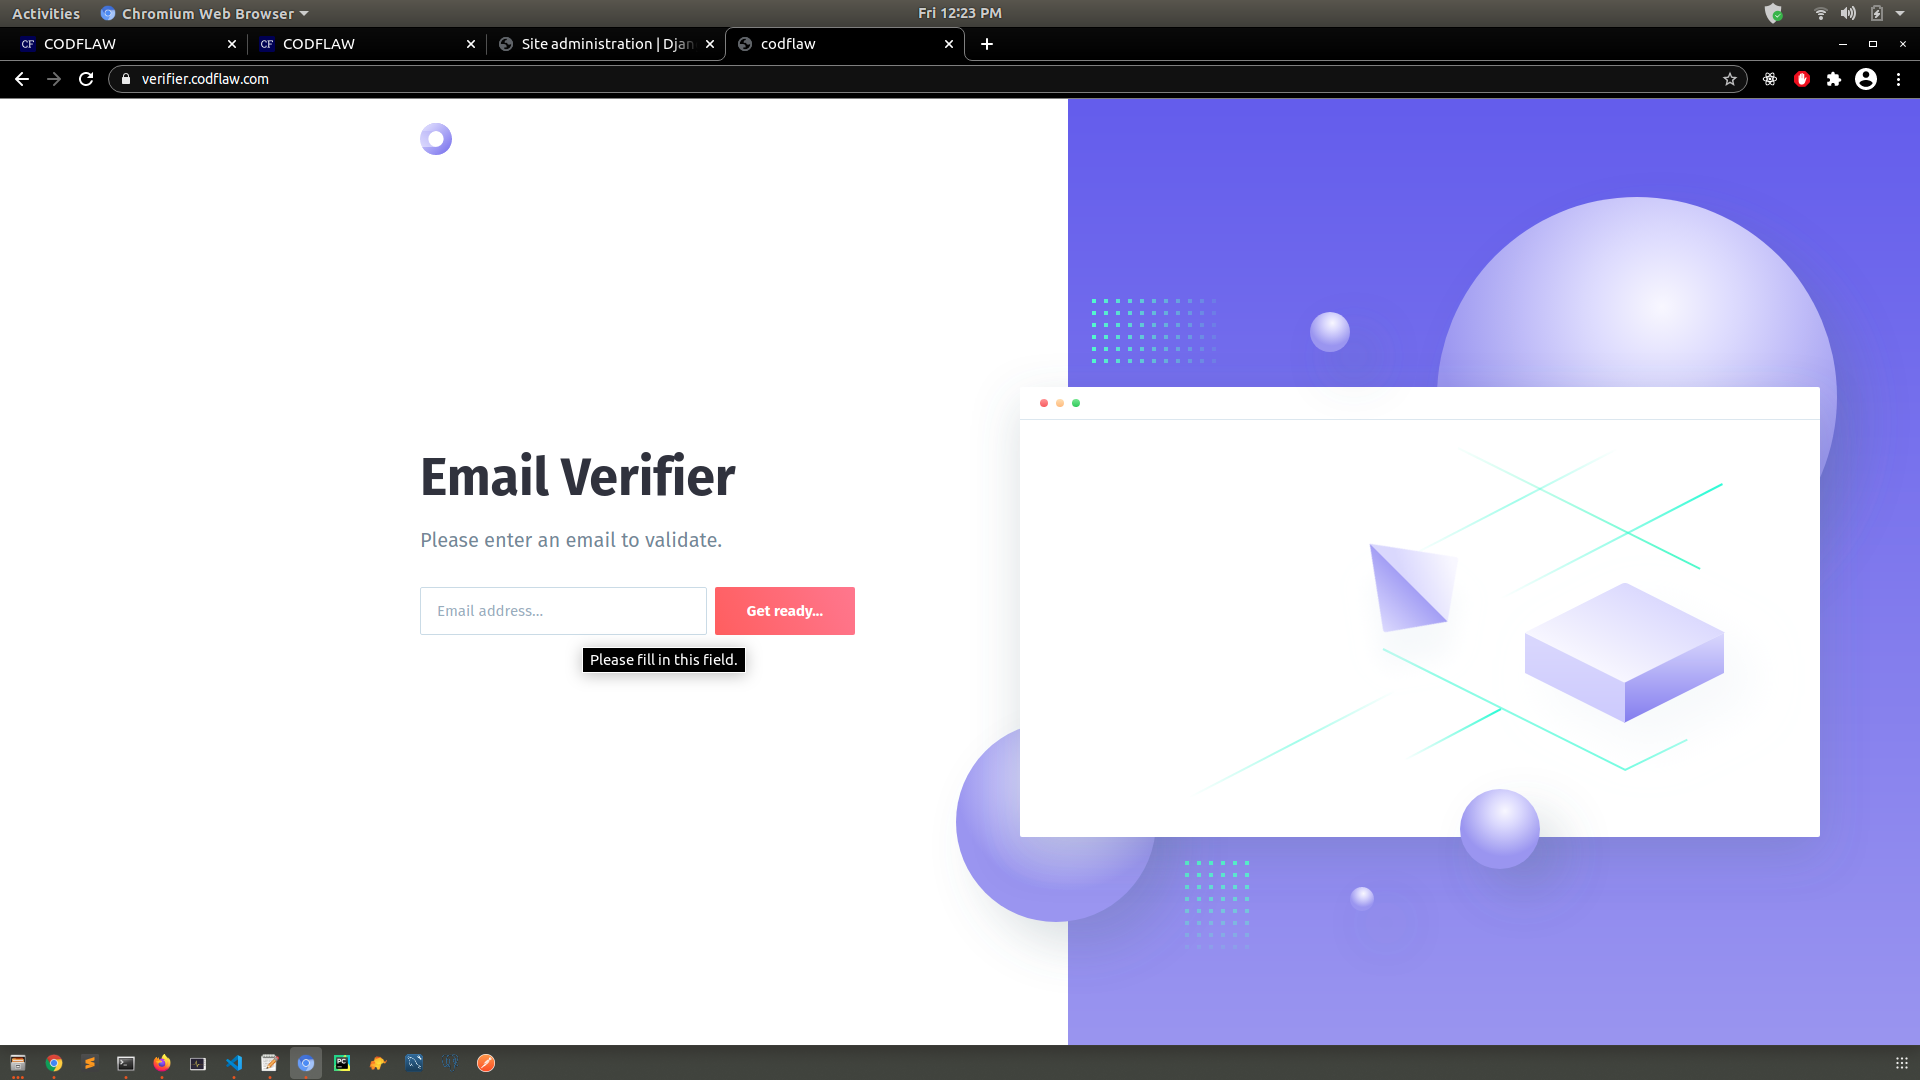 Activities
Chromium Web Browser
Fri 12:23 PM
CF CODFLAW
CF CODFLAW
Site administration | Djan
codflaw
verifier.codflaw.com
Email Verifier
Please enter an email to validate.
Email address...
Get ready...
Please fill in this field.
PC